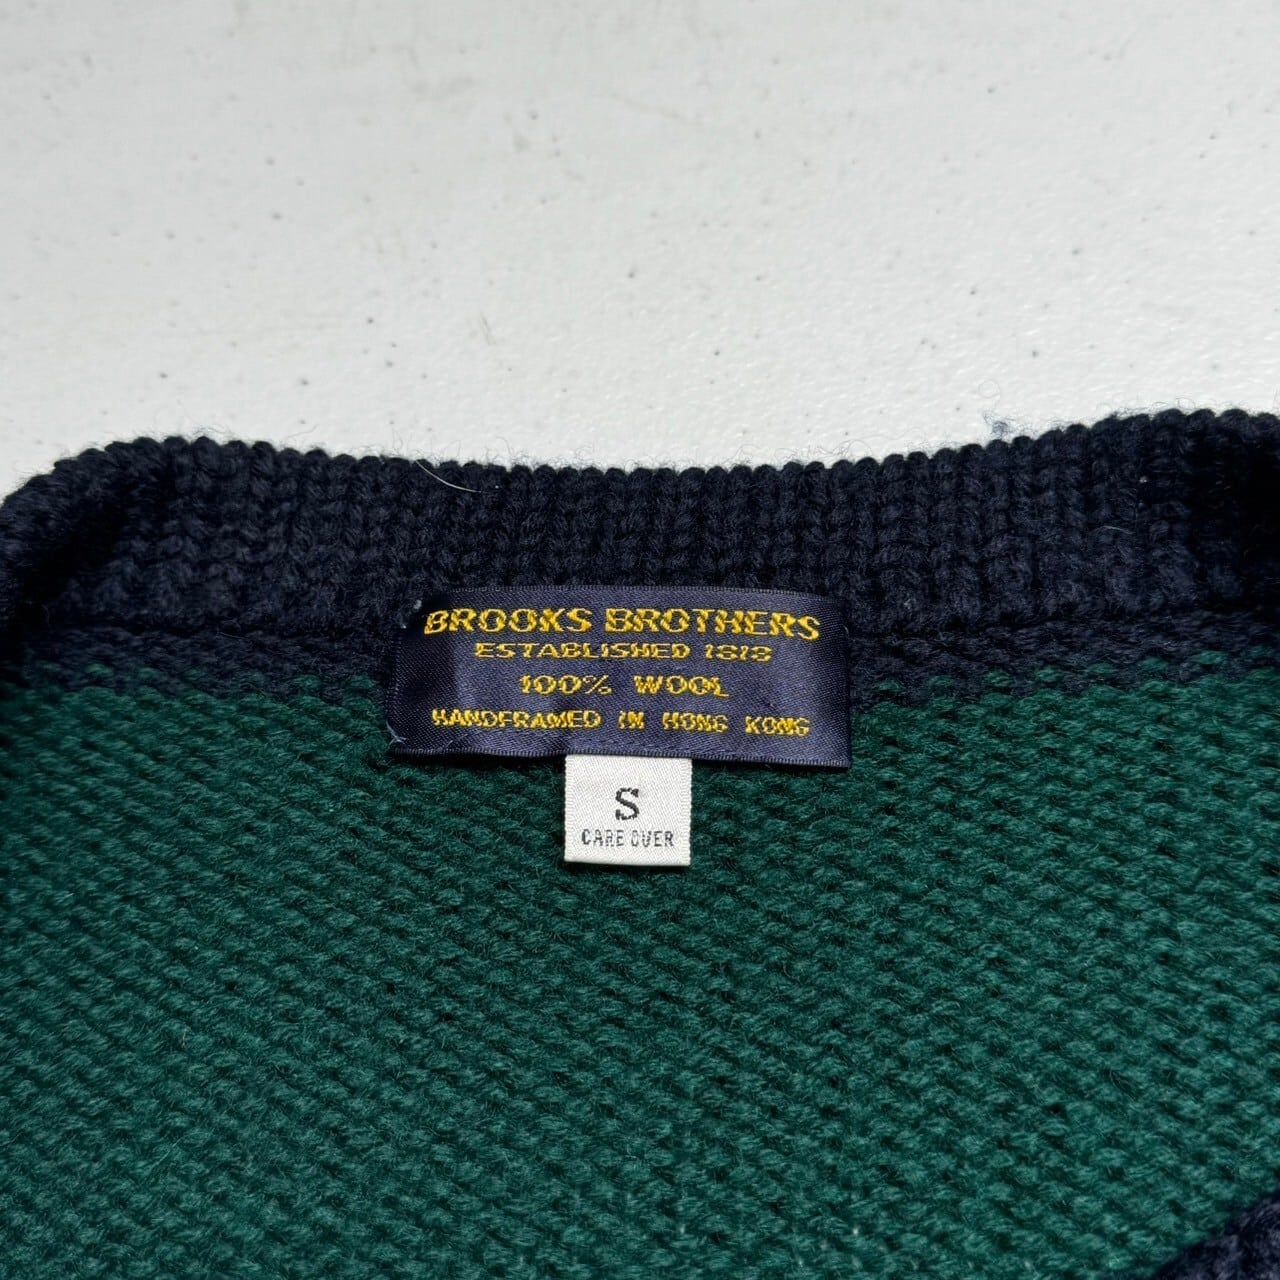 BROOKS BROTHERS
ESTABLISHED 1818
100% WOOL
HANDFRAMED IN HONG KONG
S
CARE OVER